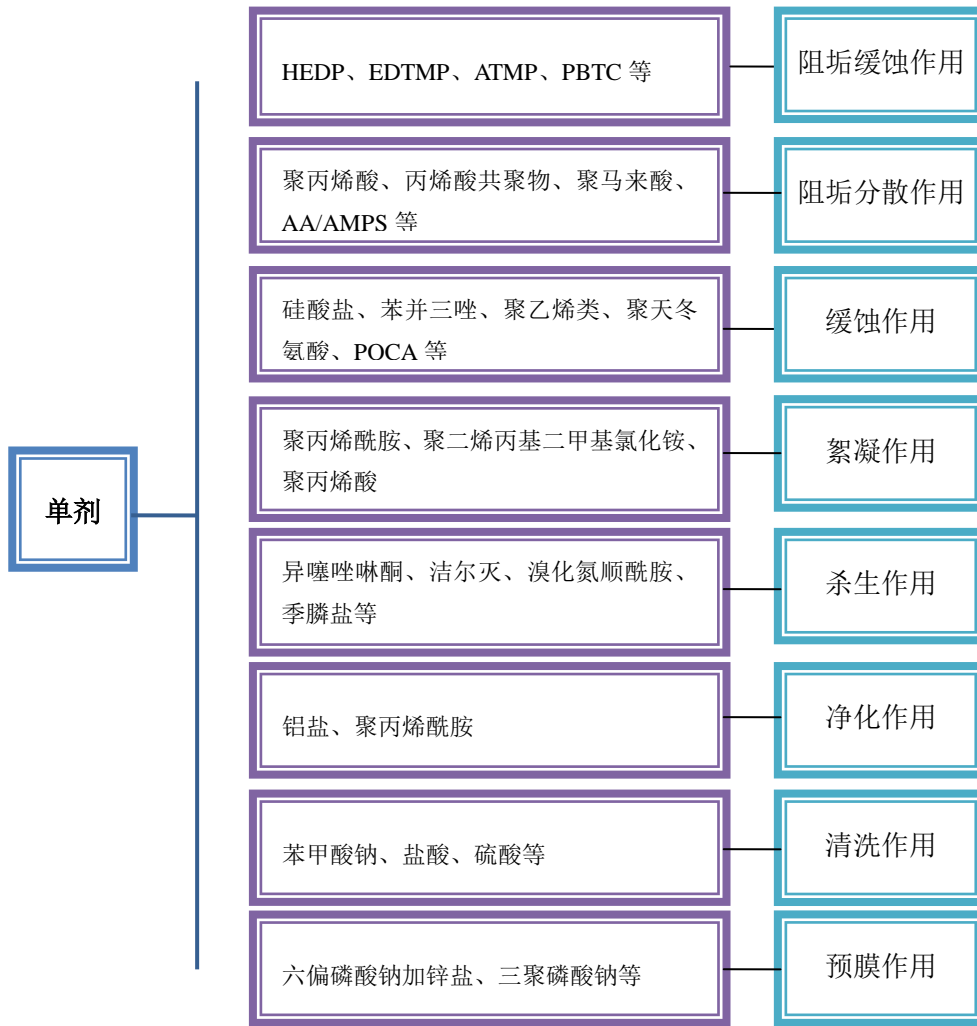 HEDP、EDTMP、ATMP、PBTC 等
阻垢缓蚀作用
聚丙烯酸、丙烯酸共聚物、聚马来酸、
AA/AMPS 等
阻垢分散作用
硅酸盐、苯并三唑、聚乙烯类、聚天冬
氨酸、POCA 等
缓蚀作用
聚丙烯酰胺、聚二烯丙基二甲基氯化铵、
聚丙烯酸
絮凝作用
单剂
异噻唑啉酮、洁尔灭、溴化氮顺酰胺、
季膦盐等
杀生作用
铝盐、聚丙烯酰胺
净化作用
苯甲酸钠、盐酸、硫酸等
清洗作用
六偏磷酸钠加锌盐、三聚磷酸钠等
预膜作用